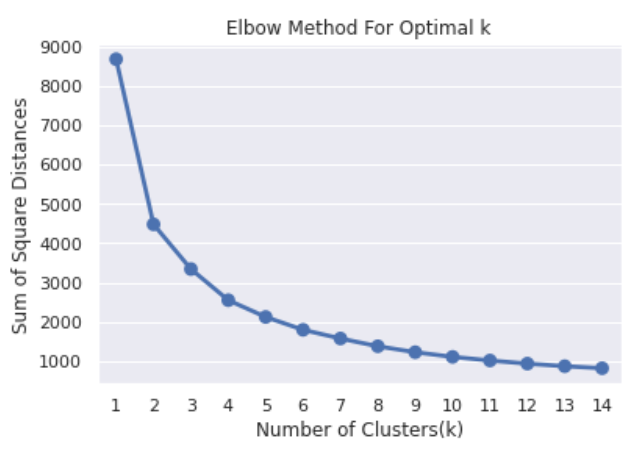 Elbow Method For Optimal k
9000
8000
7000
6000
5000
4000
3000
2000
1000
Sum of Square Distances
1 2 3 4 5 6 7 8 9 10 11 12 13 14
Number of Clusters(k)